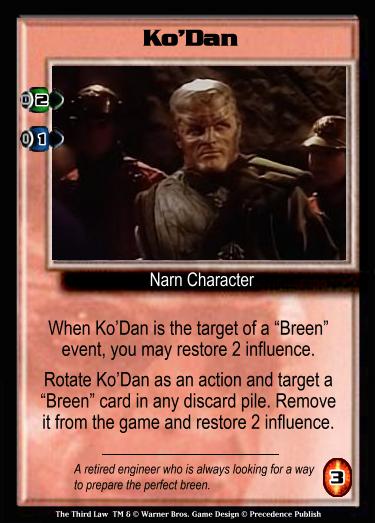 Ko'Dan
2
1
Narn Character
When Ko'Dan is the target of a "Breen"
event, you may restore 2 influence.
Rotate Ko'Dan as an action and target a
"Breen" card in any discard pile. Remove
it from the game and restore 2 influence.
A retired engineer who is always looking for a way
to prepare the perfect breen.
3
The Third Law TM & © Warner Bros. Game Design © Precedence Publish